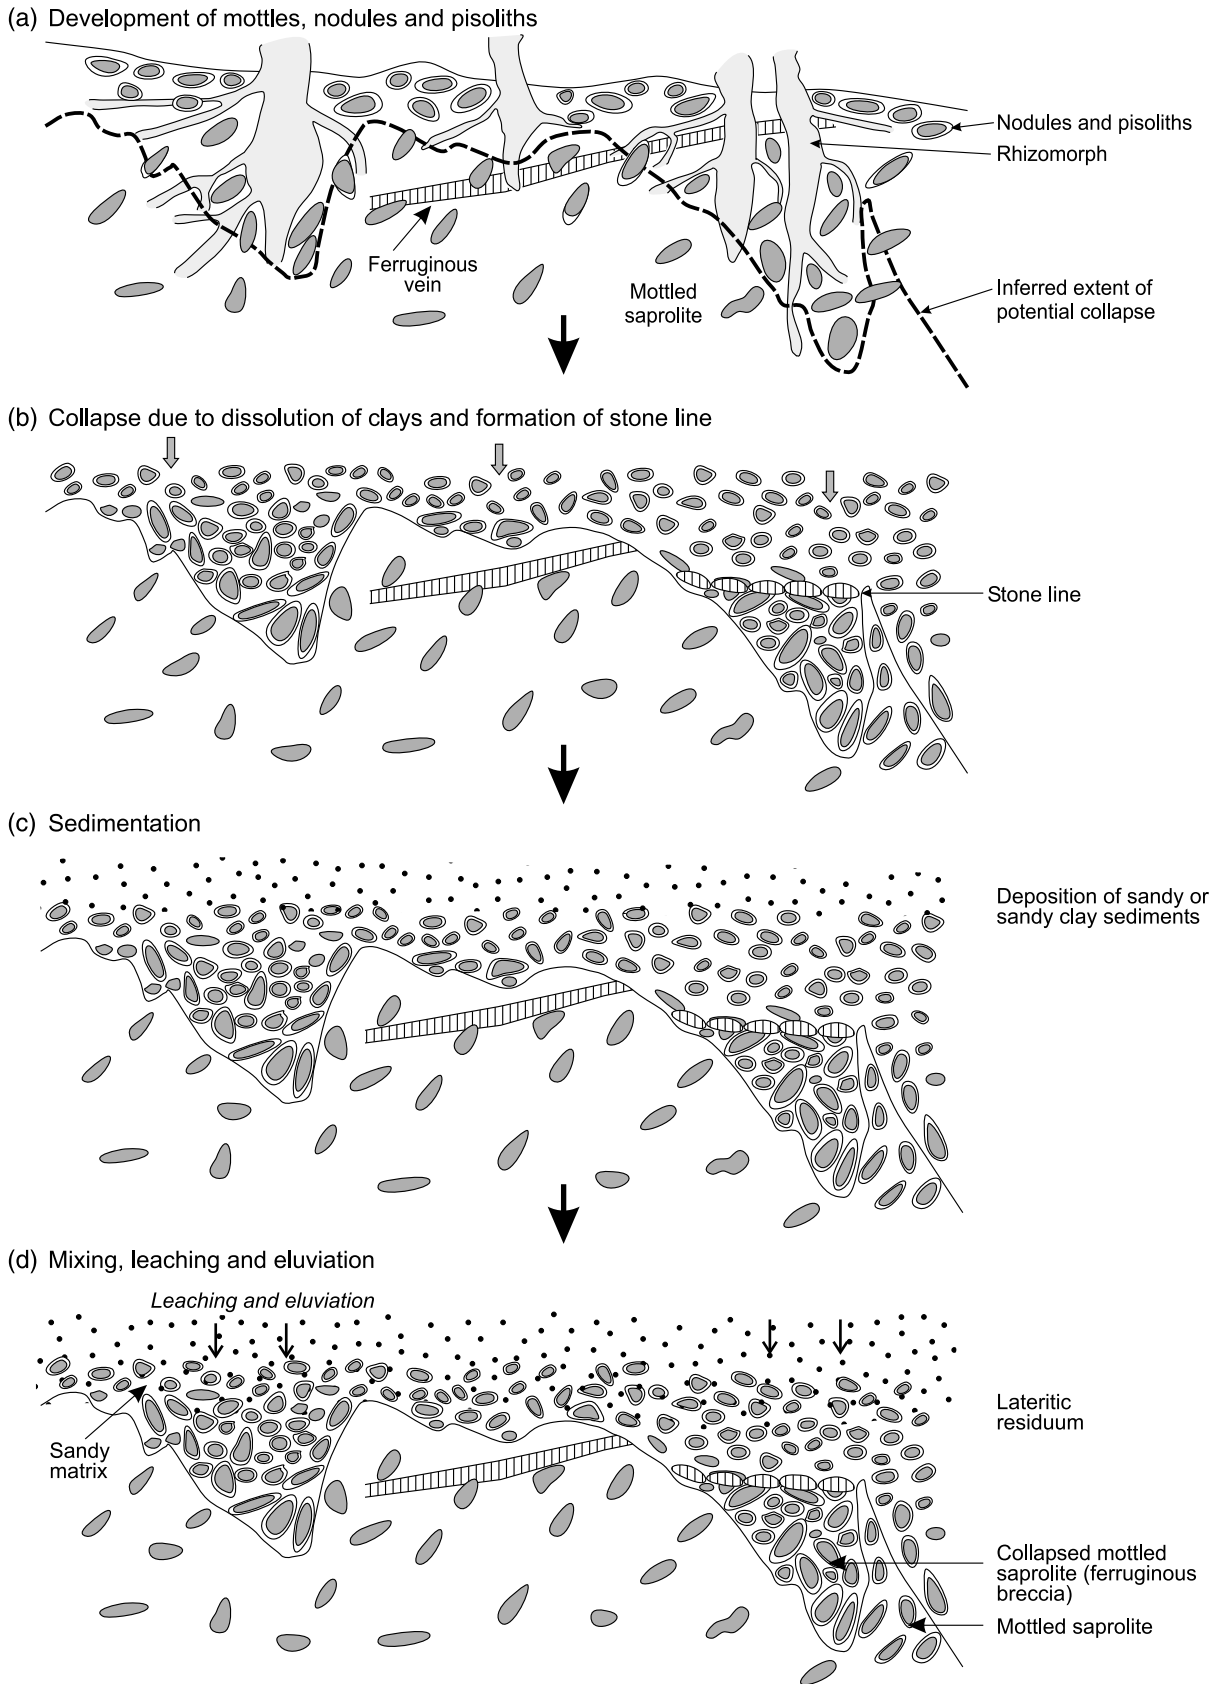 (a) Development of mottles, nodules and pisoliths
Nodules and pisoliths
Rhizomorph
Ferruginous
vein
Mottled
saprolite
Inferred extent of
potential collapse
(b) Collapse due to dissolution of clays and formation of stone line
Stone line
(c) Sedimentation
Deposition of sandy or
sandy clay sediments
(d) Mixing, leaching and eluviation
Leaching and eluviation
Lateritic
residuum
Sandy
matrix
Collapsed mottled
saprolite (ferruginous
breccia)
Mottled saprolite